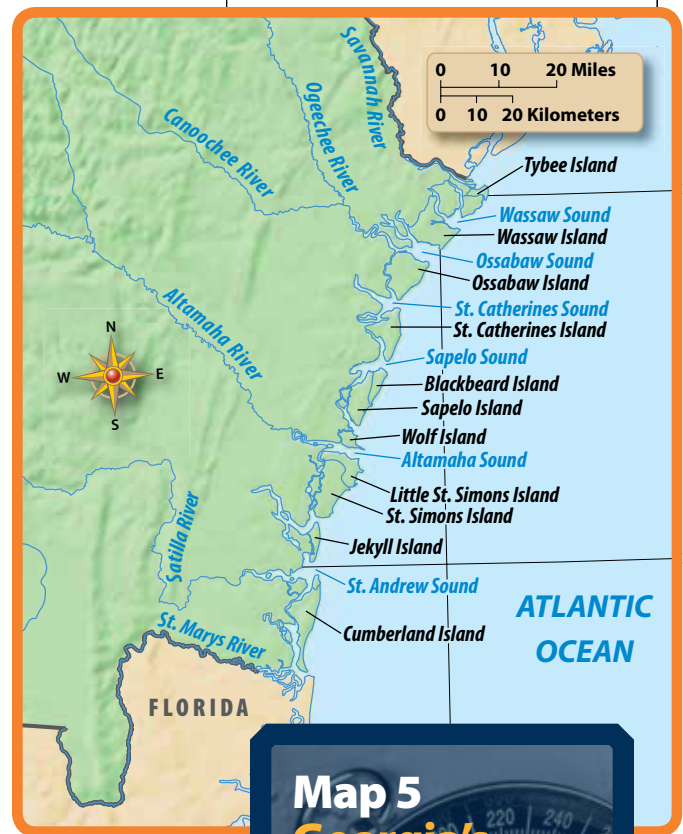 0 10 20 Miles
0 10 20 Kilometers
Savannah River
Ogeechee River
Canoochee River
Tybee Island
Wassaw Sound
Wassaw Island
Ossabaw Sound
Ossabaw Island
St. Catherines Sound
St. Catherines Island
Altamaha River
N
W E
S
Sapelo Sound
Blackbeard Island
Sapelo Island
Wolf Island
Altamaha Sound
Little St. Simons Island
St. Simons Island
Satilla River
Jekyll Island
St. Andrew Sound
ATLANTIC
OCEAN
Cumberland Island
St. Marys River
FLORIDA
Map 5
Georgia's
220 240